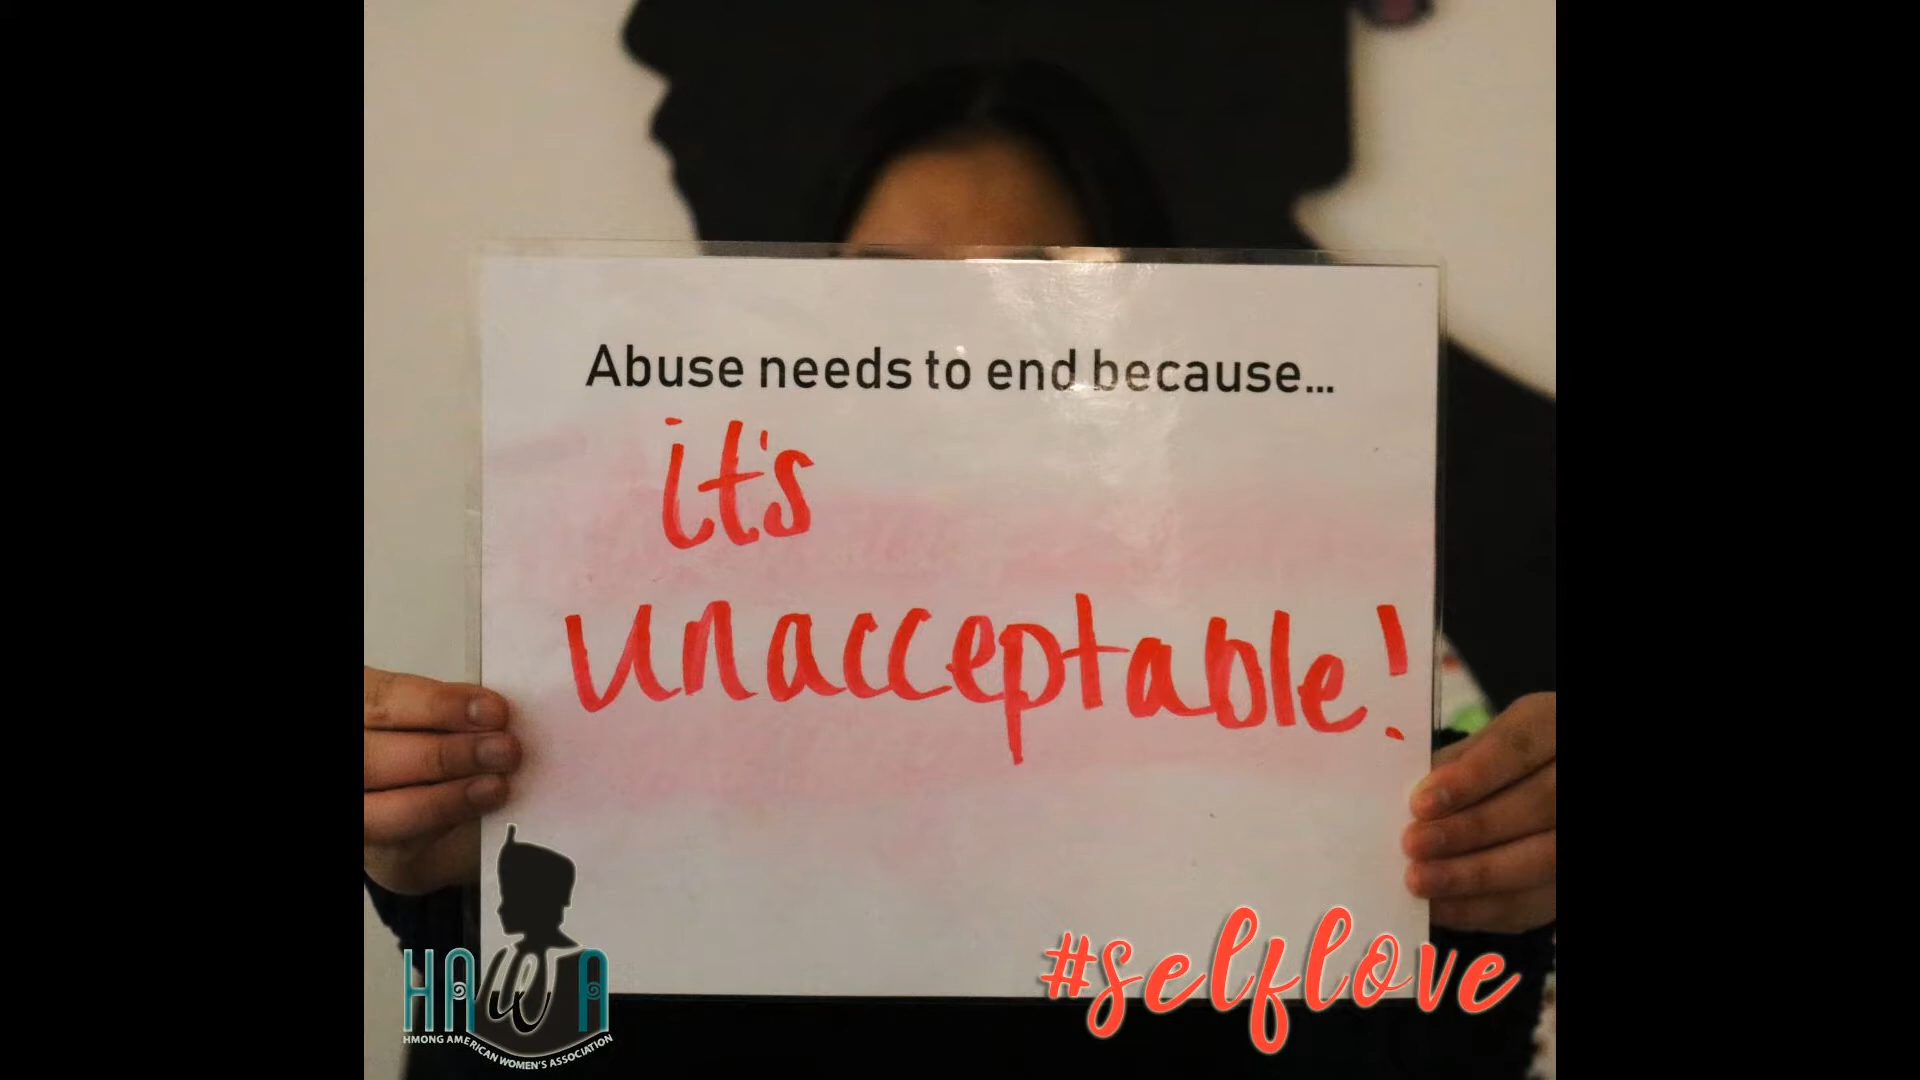 Abuse needs to end because...
it's
unacceptable!
HAWA
HMONG AMERICAN WOMEN'S ASSOCIATION
#selflove